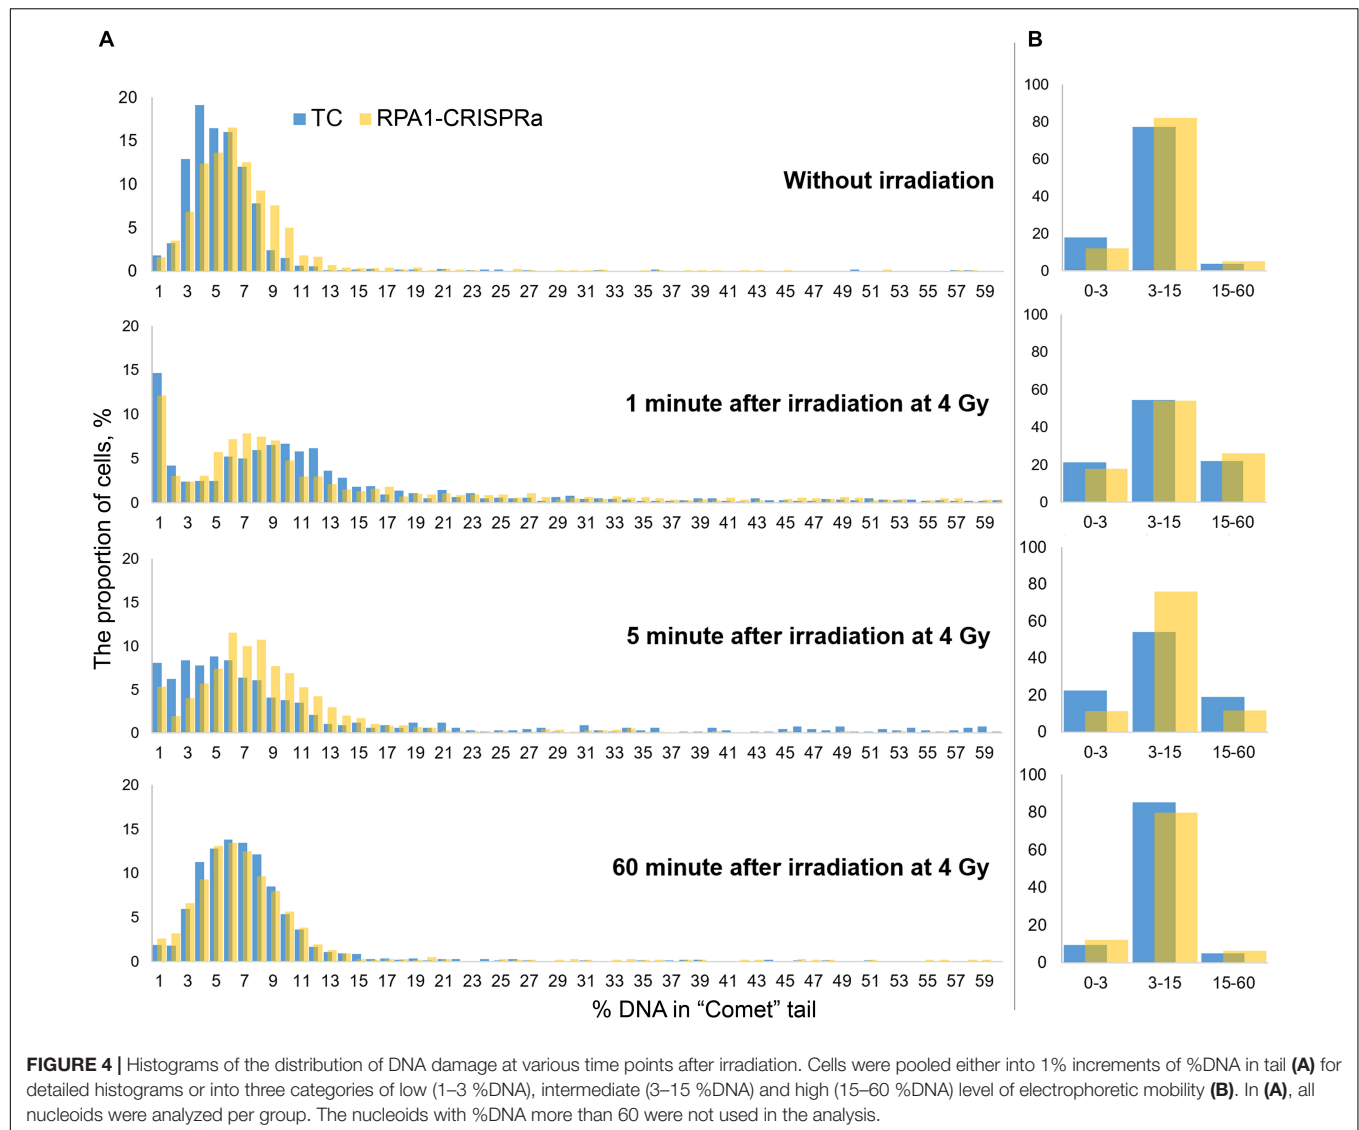 A
B
TC RPA1-CRISPRa
Without irradiation
20
15
10
5
0
1 3 5 7 9 11 13 15 17 19 21 23 25 27 29 31 33 35 37 39 41 43 45 47 49 51 53 55 57 59
100
80
60
40
20
0
0-3 3-15 15-60
1 minute after irradiation at 4 Gy
20
15
10
5
0
1 3 5 7 9 11 13 15 17 19 21 23 25 27 29 31 33 35 37 39 41 43 45 47 49 51 53 55 57 59
100
80
60
40
20
0
0-3 3-15 15-60
The proportion of cells, %
5 minute after irradiation at 4 Gy
20
15
10
5
0
1 3 5 7 9 11 13 15 17 19 21 23 25 27 29 31 33 35 37 39 41 43 45 47 49 51 53 55 57 59
100
80
60
40
20
0
0-3 3-15 15-60
60 minute after irradiation at 4 Gy
20
15
10
5
0
1 3 5 7 9 11 13 15 17 19 21 23 25 27 29 31 33 35 37 39 41 43 45 47 49 51 53 55 57 59
100
80
60
40
20
0
0-3 3-15 15-60
% DNA in “Comet” tail
FIGURE 4 | Histograms of the distribution of DNA damage at various time points after irradiation. Cells were pooled either into 1% increments of %DNA in tail (A) for
detailed histograms or into three categories of low (1–3 %DNA), intermediate (3–15 %DNA) and high (15–60 %DNA) level of electrophoretic mobility (B). In (A), all
nucleoids were analyzed per group. The nucleoids with %DNA more than 60 were not used in the analysis.